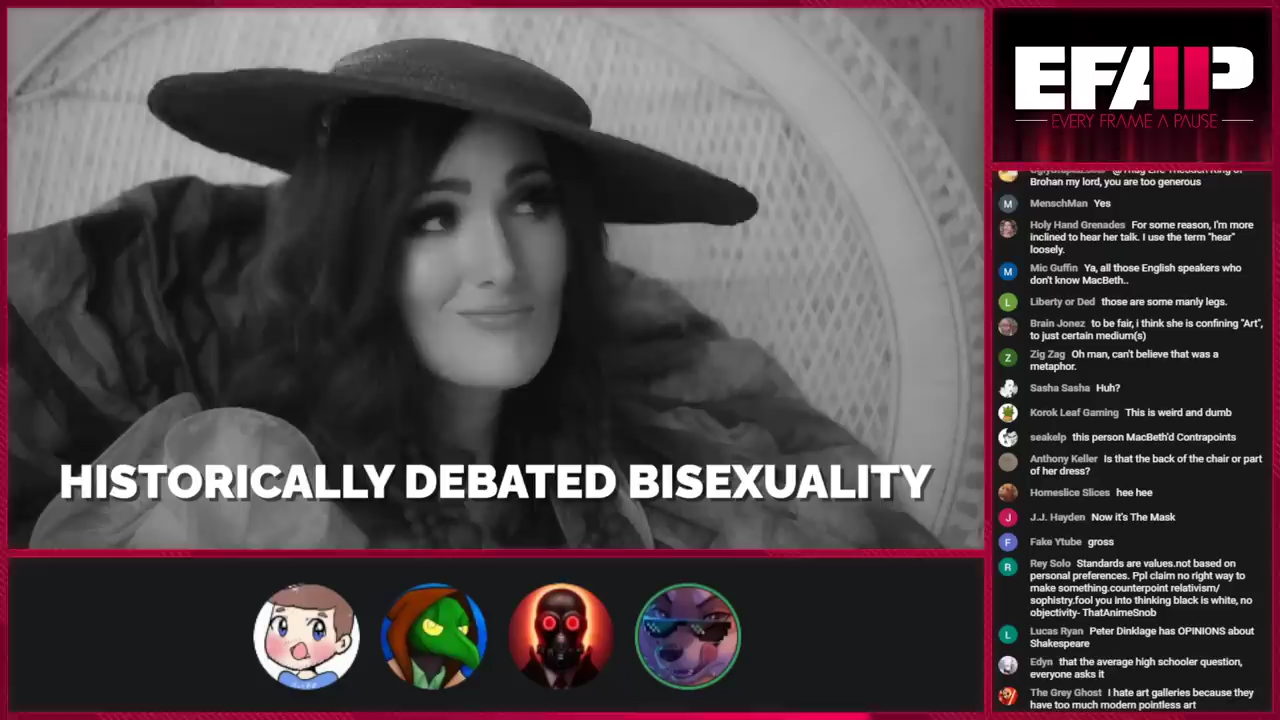 HISTORICALLY DEBATED BISEXUALITY
EFAP
EVERY FRAME A PAUSE
Brohan my lord, you are too generous
M MenschMan Yes
Holy Hand Grenades For some reason, I'm more
inclined to hear her talk. I use the term "hear"
loosely.
M Mic Guffin Ya, all those English speakers who
don't know MacBeth..
L Liberty or Ded those are some manly legs.
Brain Jonez to be fair, i think she is confining "Art",
to just certain medium(s)
Z Zig Zag Oh man, can't believe that was a
metaphor.
Sasha Sasha Huh?
Korok Leaf Gaming This is weird and dumb
seakelp this person MacBeth'd Contrapoints
Anthony Keller Is that the back of the chair or part
of her dress?
Homeslice Slices hee hee
J J.J. Hayden Now it's The Mask
F Fake Ytube gross
R Rey Solo Standards are values.not based on
personal preferences. Ppl claim no right way to
make something.counterpoint relativism/
sophistry.fool you into thinking black is white, no
objectivity- ThatAnimeSnob
L Lucas Ryan Peter Dinklage has OPINIONS about
Shakespeare
Edyn that the average high schooler question,
everyone asks it
The Grey Ghost I hate art galleries because they
have too much modern pointless art